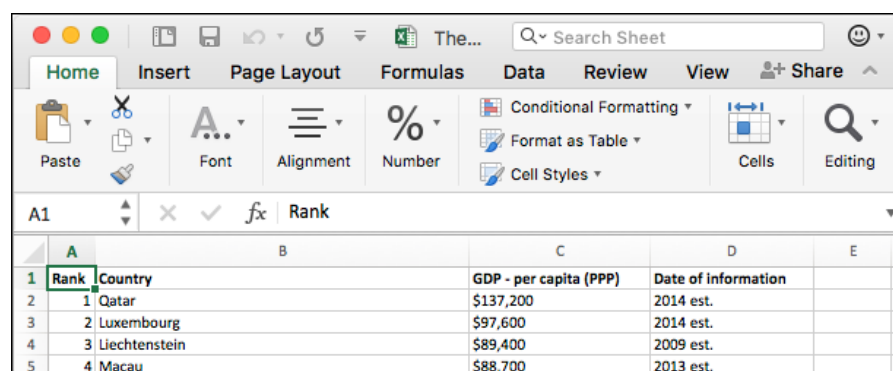 The... Search Sheet
Home Insert Page Layout Formulas Data Review View Share
Paste Font Alignment Number Conditional Formatting Format as Table Cell Styles Cells Editing
A1 fx Rank
A B C D E
1 Rank Country GDP - per capita (PPP) Date of information
2 1 Qatar $137,200 2014 est.
3 2 Luxembourg $97,600 2014 est.
4 3 Liechtenstein $89,400 2009 est.
5 4 Macau $88,700 2013 est.